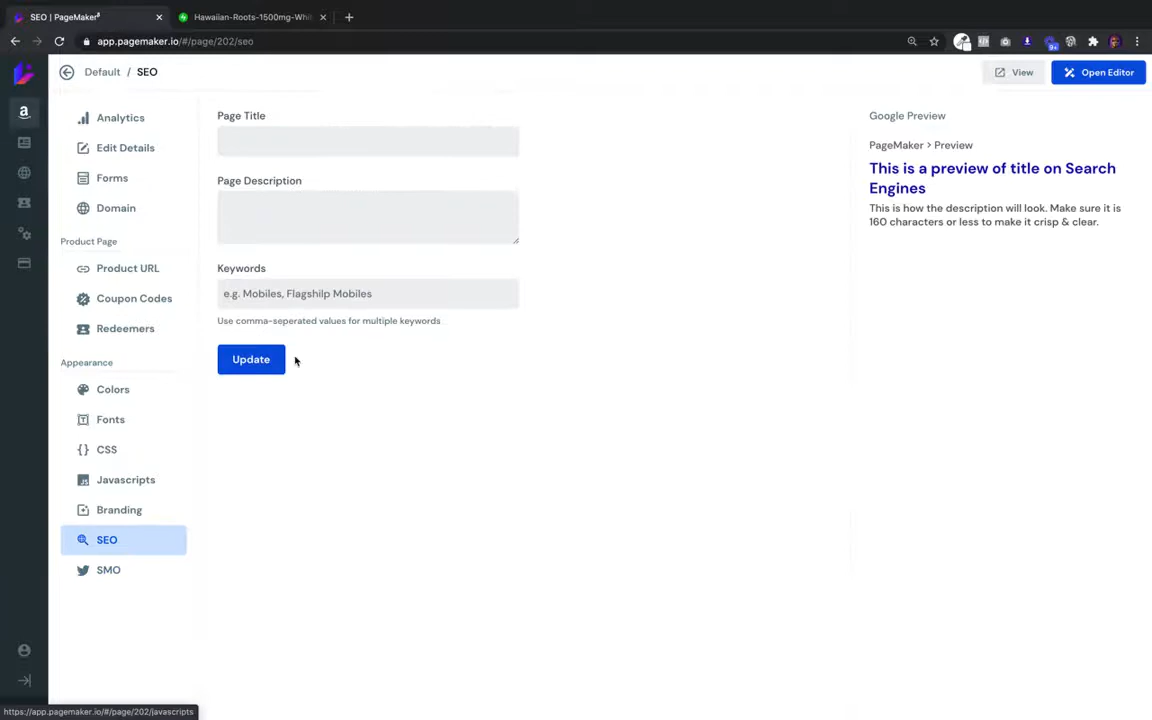 SEO | PageMakerβ
Hawaiian-Roots-1500mg-Whi
app.pagemaker.io/#/page/202/seo
9+
Default / SEO
View
Open Editor
a
Analytics
Edit Details
Forms
Domain
Product Page
Product URL
Coupon Codes
Redeemers
Appearance
Colors
Fonts
{} CSS
JS Javascripts
Branding
SEO
SMO
Page Title
Page Description
Keywords
e.g. Mobiles, Flagshilp Mobiles
Use comma-seperated values for multiple keywords
Update
Google Preview
PageMaker > Preview
This is a preview of title on Search
Engines
This is how the description will look. Make sure it is
160 characters or less to make it crisp & clear.
https://app.pagemaker.io/#/page/202/javascripts